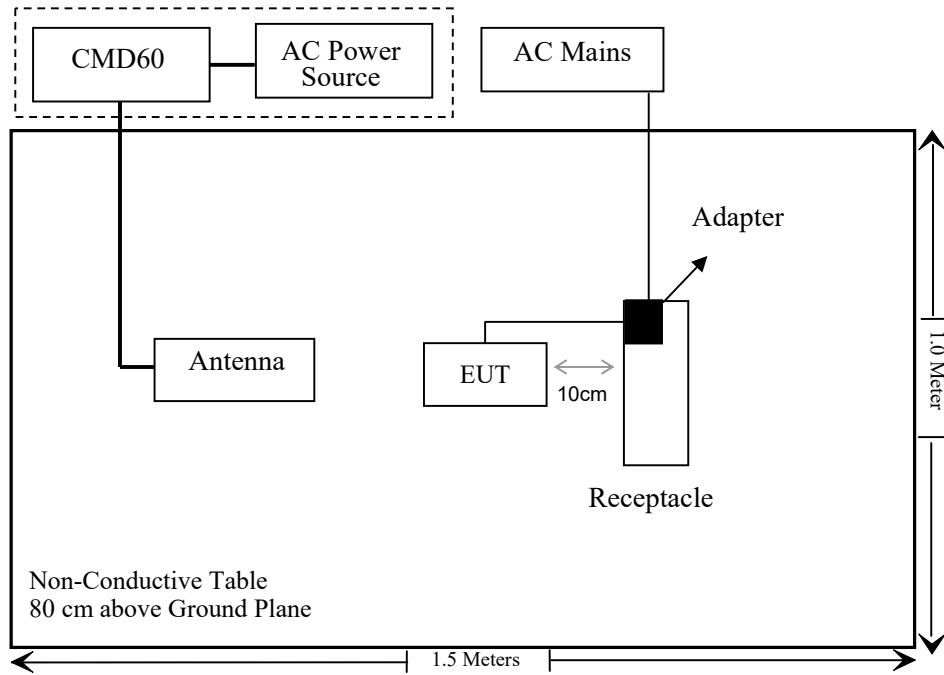 CMD60
AC Power
Source
AC Mains
Adapter
Antenna
EUT
10cm
1.0 Meter
Receptacle
Non-Conductive Table
80 cm above Ground Plane
1.5 Meters